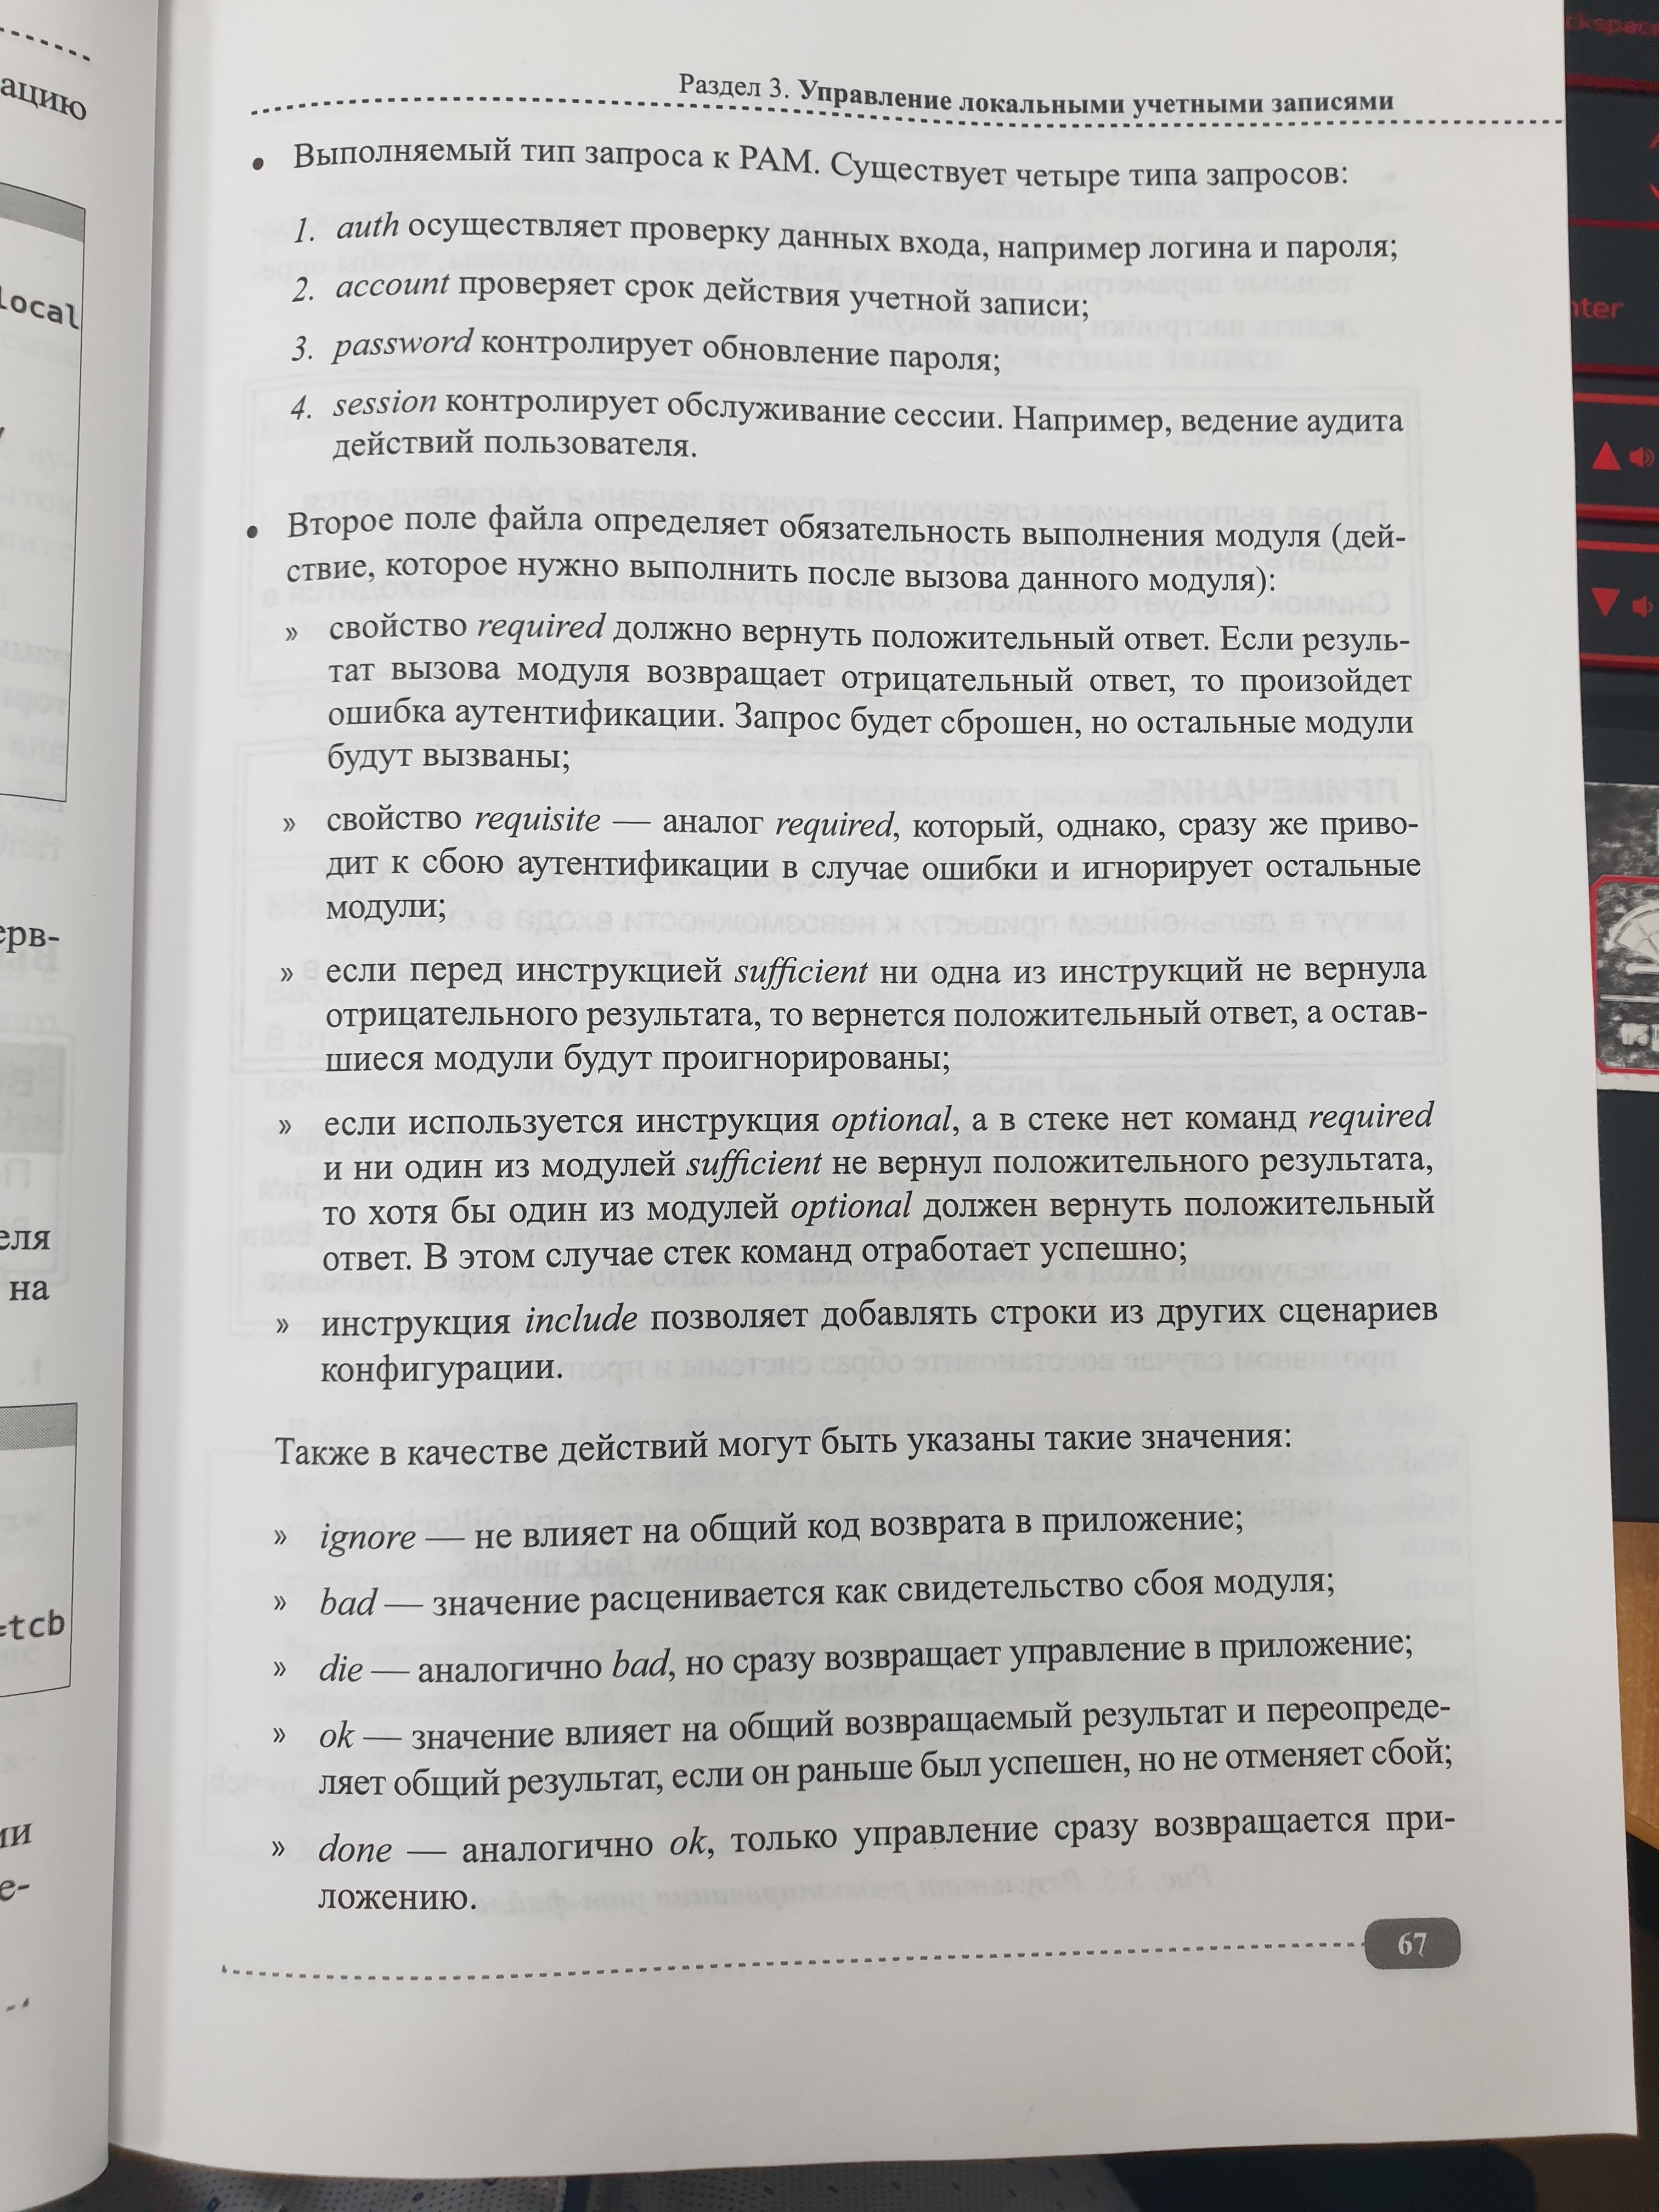 Раздел 3. Управление локальными учетными записями
• Выполняемый тип запроса к PAM. Существует четыре типа запросов:
1. auth осуществляет проверку данных входа, например логина и пароля;
2. account проверяет срок действия учетной записи;
3. password контролирует обновление пароля;
4. session контролирует обслуживание сессии. Например, ведение аудита
действий пользователя.
• Второе поле файла определяет обязательность выполнения модуля (дей-
ствие, которое нужно выполнить после вызова данного модуля):
» свойство required должно вернуть положительный ответ. Если резуль-
тат вызова модуля возвращает отрицательный ответ, то произойдет
ошибка аутентификации. Запрос будет сброшен, но остальные модули
будут вызваны;
» свойство requisite — аналог required, который, однако, сразу же приво-
дит к сбою аутентификации в случае ошибки и игнорирует остальные
модули;
» если перед инструкцией sufficient ни одна из инструкций не вернула
отрицательного результата, то вернется положительный ответ, а остав-
шиеся модули будут проигнорированы;
» если используется инструкция optional, а в стеке нет команд required
и ни один из модулей sufficient не вернул положительного результата,
то хотя бы один из модулей optional должен вернуть положительный
ответ. В этом случае стек команд отработает успешно;
» инструкция include позволяет добавлять строки из других сценариев
конфигурации.
Также в качестве действий могут быть указаны такие значения:
» ignore — не влияет на общий код возврата в приложение;
» bad — значение расценивается как свидетельство сбоя модуля;
» die — аналогично bad, но сразу возвращает управление в приложение;
» ok — значение влияет на общий возвращаемый результат и переопреде-
ляет общий результат, если он раньше был успешен, но не отменяет сбой;
» done — аналогично ok, только управление сразу возвращается при-
ложению.
67
ацию
local
ерв-
еля
на
=tcb
ии
е-
ckspace
nter